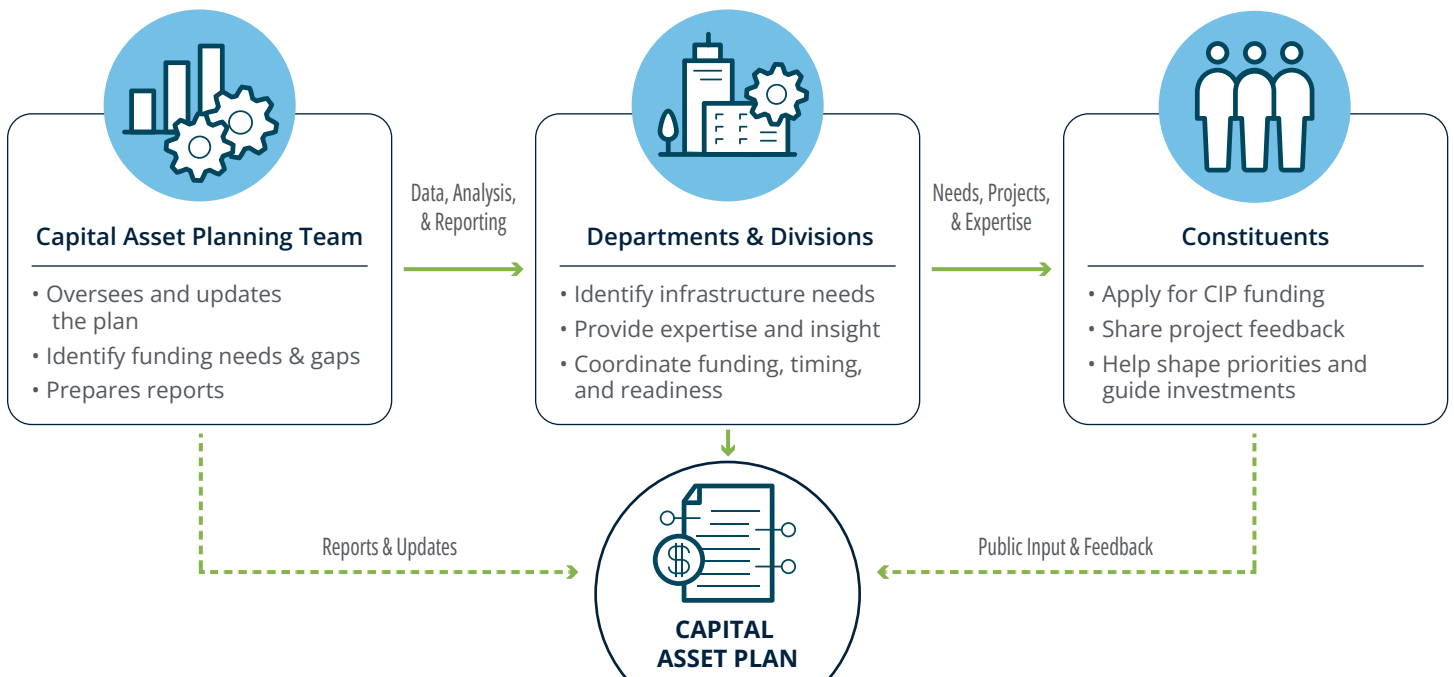 Capital Asset Planning Team
• Oversees and updates
the plan
• Identify funding needs & gaps
• Prepares reports
Data, Analysis,
& Reporting
Departments & Divisions
• Identify infrastructure needs
• Provide expertise and insight
• Coordinate funding, timing,
and readiness
Needs, Projects,
& Expertise
Constituents
• Apply for CIP funding
• Share project feedback
• Help shape priorities and
guide investments
Reports & Updates
$
Public Input & Feedback
CAPITAL
ASSET PLAN